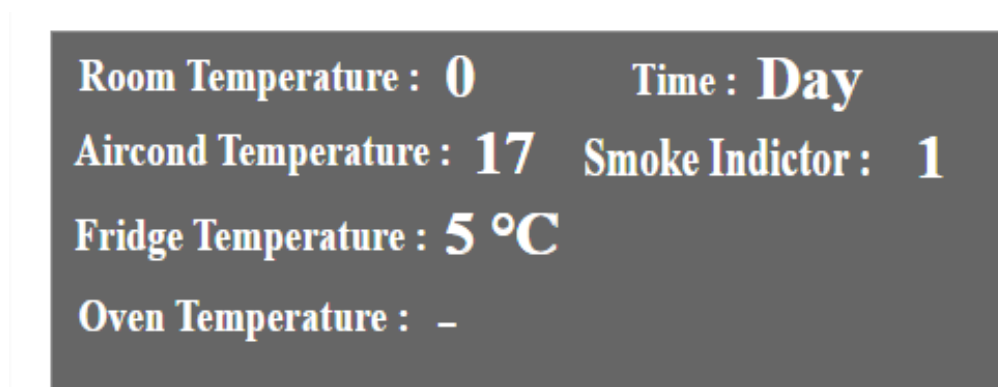 Room Temperature : 0 Time : Day
Aircond Temperature : 17 Smoke Indictor : 1
Fridge Temperature : 5 °C
Oven Temperature : –